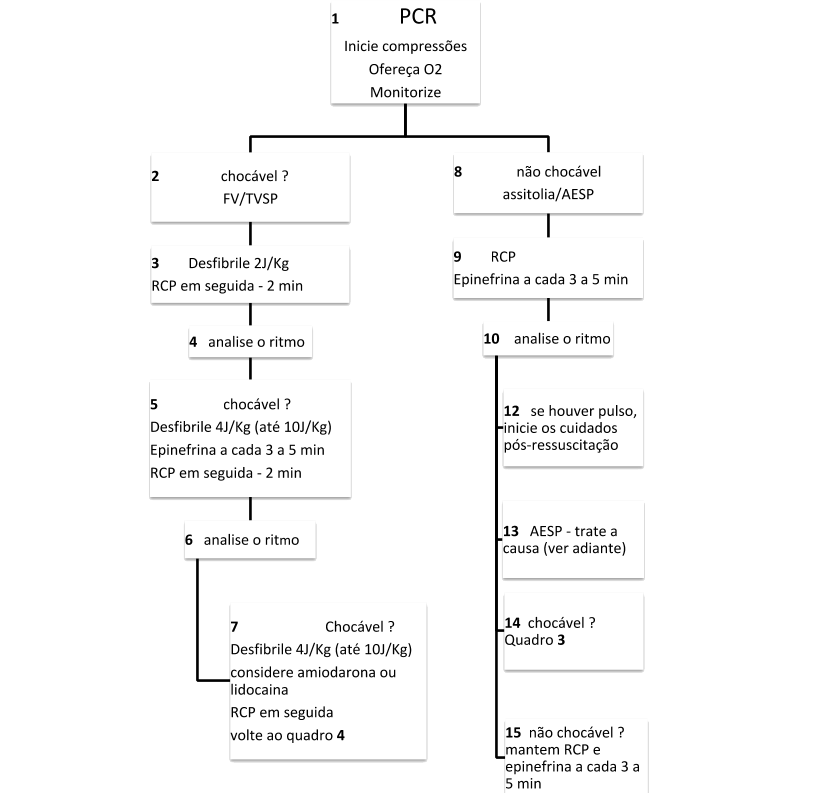 1 PCR
Inicie compressões
Ofereça O2
Monitorize
2 chocável ?
FV/TVSP
3 Desfibrile 2J/Kg
RCP em seguida - 2 min
4 analise o ritmo
5 chocável ?
Desfibrile 4J/Kg (até 10J/Kg)
Epinefrina a cada 3 a 5 min
RCP em seguida - 2 min
6 analise o ritmo
7 Chocável ?
Desfibrile 4J/Kg (até 10J/Kg)
considere amiodarona ou
lidocaina
RCP em seguida
volte ao quadro 4
8 não chocável
assitolia/AESP
9 RCP
Epinefrina a cada 3 a 5 min
10 analise o ritmo
12 se houver pulso,
inicie os cuidados
pós-ressuscitação
13 AESP - trate a
causa (ver adiante)
14 chocável ?
Quadro 3
15 não chocável ?
mantem RCP e
epinefrina a cada 3 a
5 min